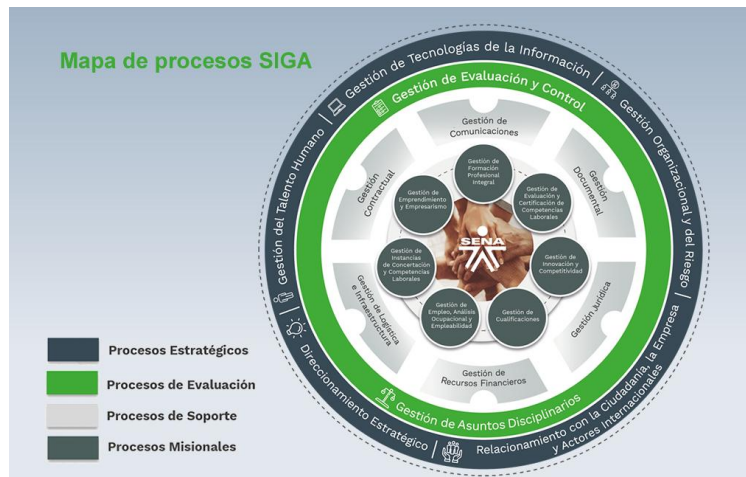 Mapa de procesos SIGA
Gestión de Tecnologías de la Información
Gestión Organizacional y del Riesgo
Relacionamiento con la Ciudadanía, la Empresa
y Actores Internacionales
Direccionamiento Estratégico
Gestión del Talento Humano
Gestión de Evaluación y Control
Gestión de Asuntos Disciplinarios
Gestión de
Comunicaciones
Gestión
Documental
Gestión Jurídica
Gestión de
Recursos Financieros
Gestión de Logística
e Infraestructura
Gestión
Contractual
Gestión de
Formación
Profesional
Integral
Gestión de
Evaluación y
Certificación de
Competencias
Laborales
Gestión de
Innovación y
Competitividad
Gestión de
Cualificaciones
Gestión de
Empleo, Análisis
Ocupacional y
Empleabilidad
Gestión de
Instancias
de Concertación
y Competencias
Laborales
Gestión de
Emprendimiento
y Empresarismo
SENA
Procesos Estratégicos
Procesos de Evaluación
Procesos de Soporte
Procesos Misionales